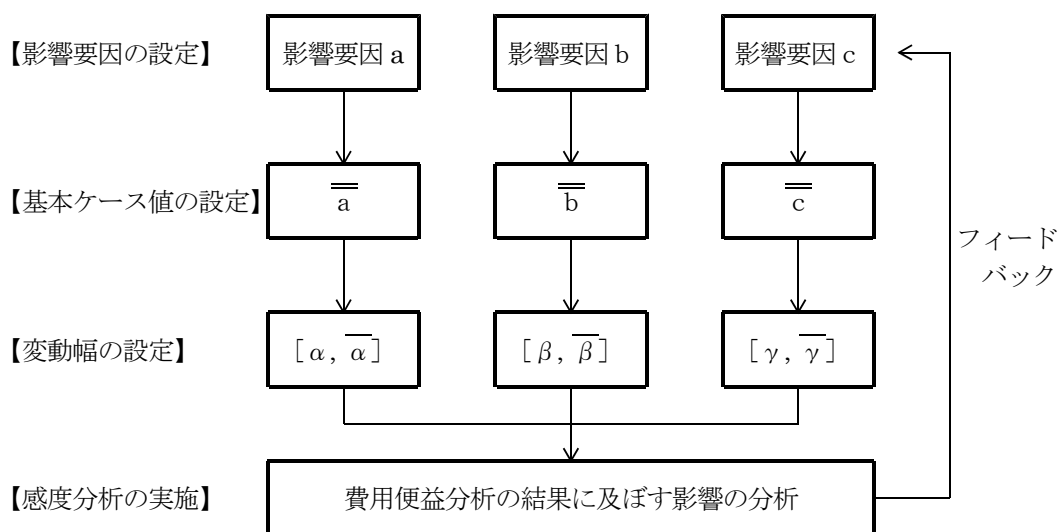 【影響要因の設定】 影響要因 a 影響要因 b 影響要因 c
【基本ケース値の設定】 a̿ b̿ c̿
フィード
バック
【変動幅の設定】 [α, α̅] [β, β̅] [γ, γ̅]
【感度分析の実施】 費用便益分析の結果に及ぼす影響の分析